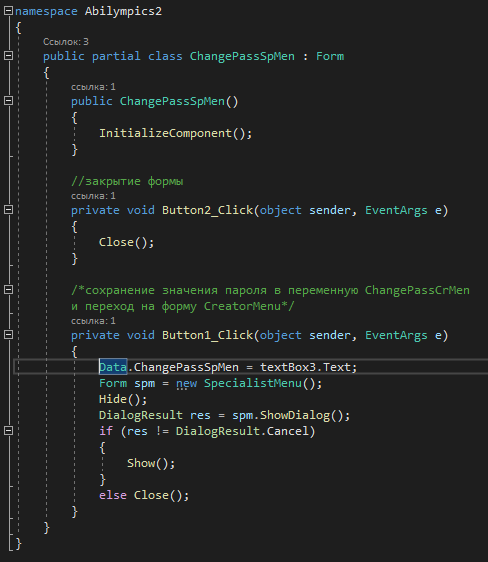 namespace Abilympics2
{
Ссылок: 3
public partial class ChangePassSpMen : Form
{
ссылка: 1
public ChangePassSpMen()
{
InitializeComponent();
}
//закрытие формы
ссылка: 1
private void Button2_Click(object sender, EventArgs e)
{
Close();
}
/*сохранение значения пароля в переменную ChangePassCrMen
и переход на форму CreatorMenu*/
ссылка: 1
private void Button1_Click(object sender, EventArgs e)
{
Data.ChangePassSpMen = textBox3.Text;
Form spm = new SpecialistMenu();
Hide();
DialogResult res = spm.ShowDialog();
if (res != DialogResult.Cancel)
{
Show();
}
else Close();
}
}
}